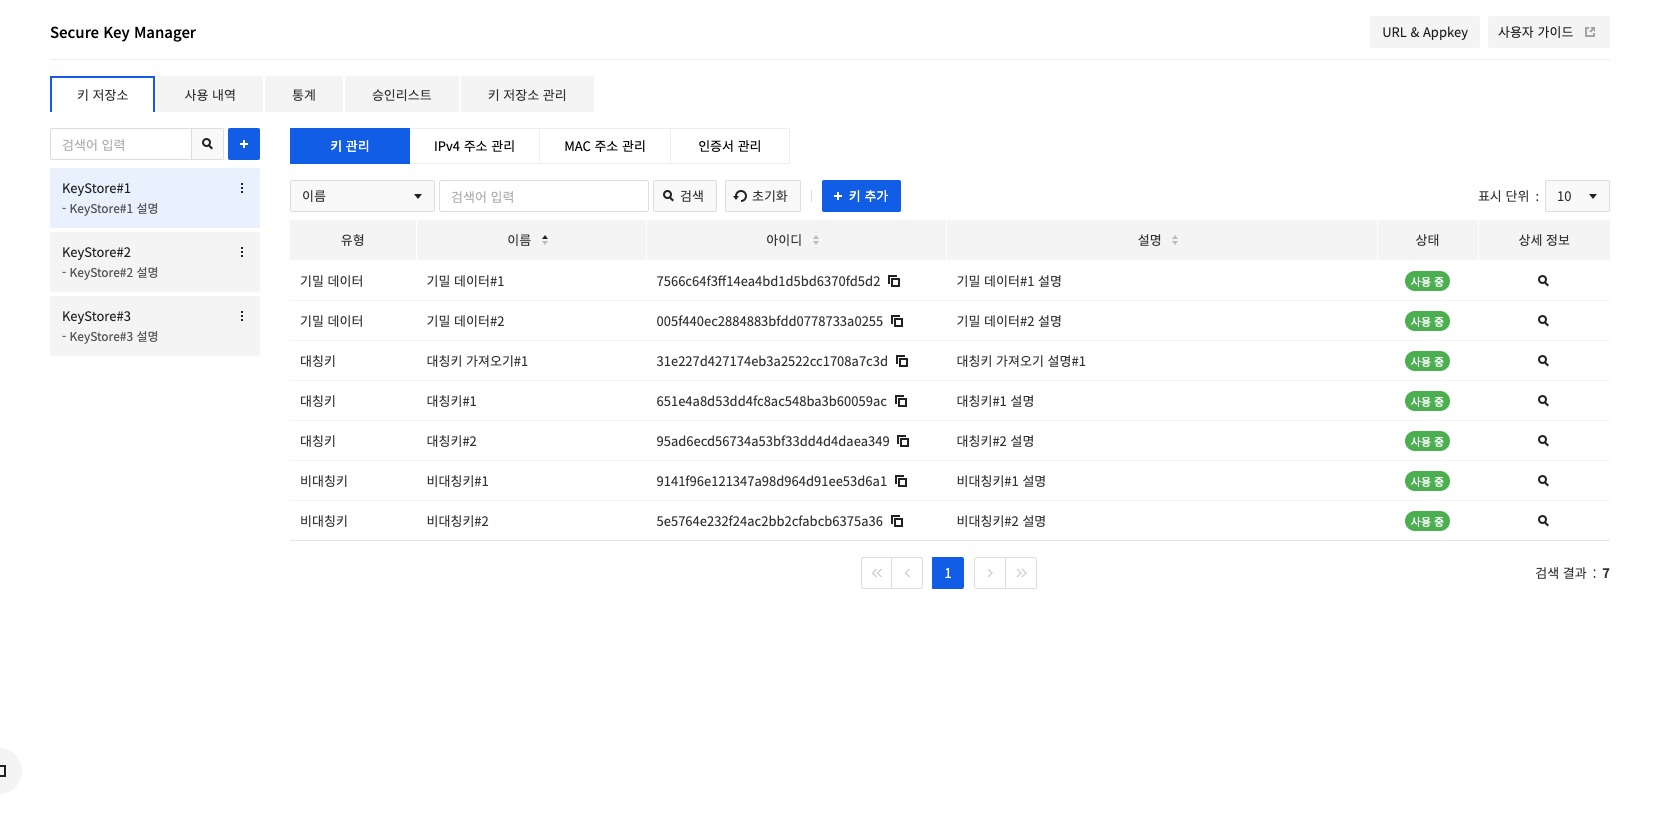 Secure Key Manager
URL & Appkey
사용자 가이드
키 저장소
사용 내역
통계
승인리스트
키 저장소 관리
검색어 입력
KeyStore#1
- KeyStore#1 설명
KeyStore#2
- KeyStore#2 설명
KeyStore#3
- KeyStore#3 설명
키 관리
IPv4 주소 관리
MAC 주소 관리
인증서 관리
이름
검색어 입력
검색
초기화
+ 키 추가
표시 단위 : 10
유형 이름 아이디 설명 상태 상세 정보
기밀 데이터 기밀 데이터#1 7566c64f3ff14ea4bd1d5bd6370fd5d2 기밀 데이터#1 설명 사용 중
기밀 데이터 기밀 데이터#2 005f440ec2884883bfdd0778733a0255 기밀 데이터#2 설명 사용 중
대칭키 대칭키 가져오기#1 31e227d427174eb3a2522cc1708a7c3d 대칭키 가져오기 설명#1 사용 중
대칭키 대칭키#1 651e4a8d53dd4fc8ac548ba3b60059ac 대칭키#1 설명 사용 중
대칭키 대칭키#2 95ad6ecd56734a53bf33dd4d4daea349 대칭키#2 설명 사용 중
비대칭키 비대칭키#1 9141f96e121347a98d964d91ee53d6a1 비대칭키#1 설명 사용 중
비대칭키 비대칭키#2 5e5764e232f24ac2bb2cfabcb6375a36 비대칭키#2 설명 사용 중
1
검색 결과 : 7